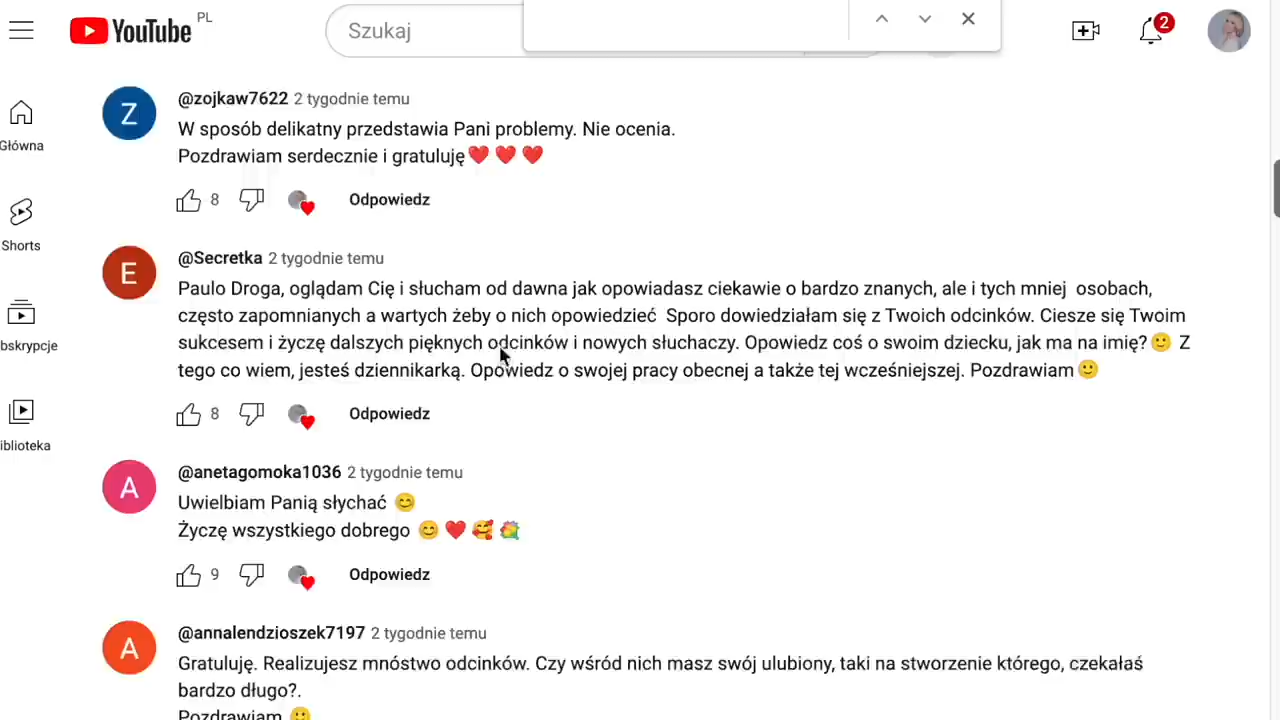 YouTube PL
Szukaj
2
Główna
Shorts
bskrypcje
iblioteka
Z
@zojkaw7622 2 tygodnie temu
W sposób delikatny przedstawia Pani problemy. Nie ocenia.
Pozdrawiam serdecznie i gratuluję❤️ ❤️ ❤️
8 Odpowiedz
E
@Secretka 2 tygodnie temu
Paulo Droga, oglądam Cię i słucham od dawna jak opowiadasz ciekawie o bardzo znanych, ale i tych mniej  osobach,
często zapomnianych a wartych żeby o nich opowiedzieć  Sporo dowiedziałam się z Twoich odcinków. Ciesze się Twoim
sukcesem i życzę dalszych pięknych odcinków i nowych słuchaczy. Opowiedz coś o swoim dziecku, jak ma na imię?🙂 Z
tego co wiem, jesteś dziennikarką. Opowiedz o swojej pracy obecnej a także tej wcześniejszej. Pozdrawiam🙂
8 Odpowiedz
A
@anetagomoka1036 2 tygodnie temu
Uwielbiam Panią słychać 😊
Życzę wszystkiego dobrego 😊 ❤️ 🥰 💐
9 Odpowiedz
A
@annalendzioszek7197 2 tygodnie temu
Gratuluję. Realizujesz mnóstwo odcinków. Czy wśród nich masz swój ulubiony, taki na stworzenie którego, czekałaś
bardzo długo?.
Pozdrawiam 🙂